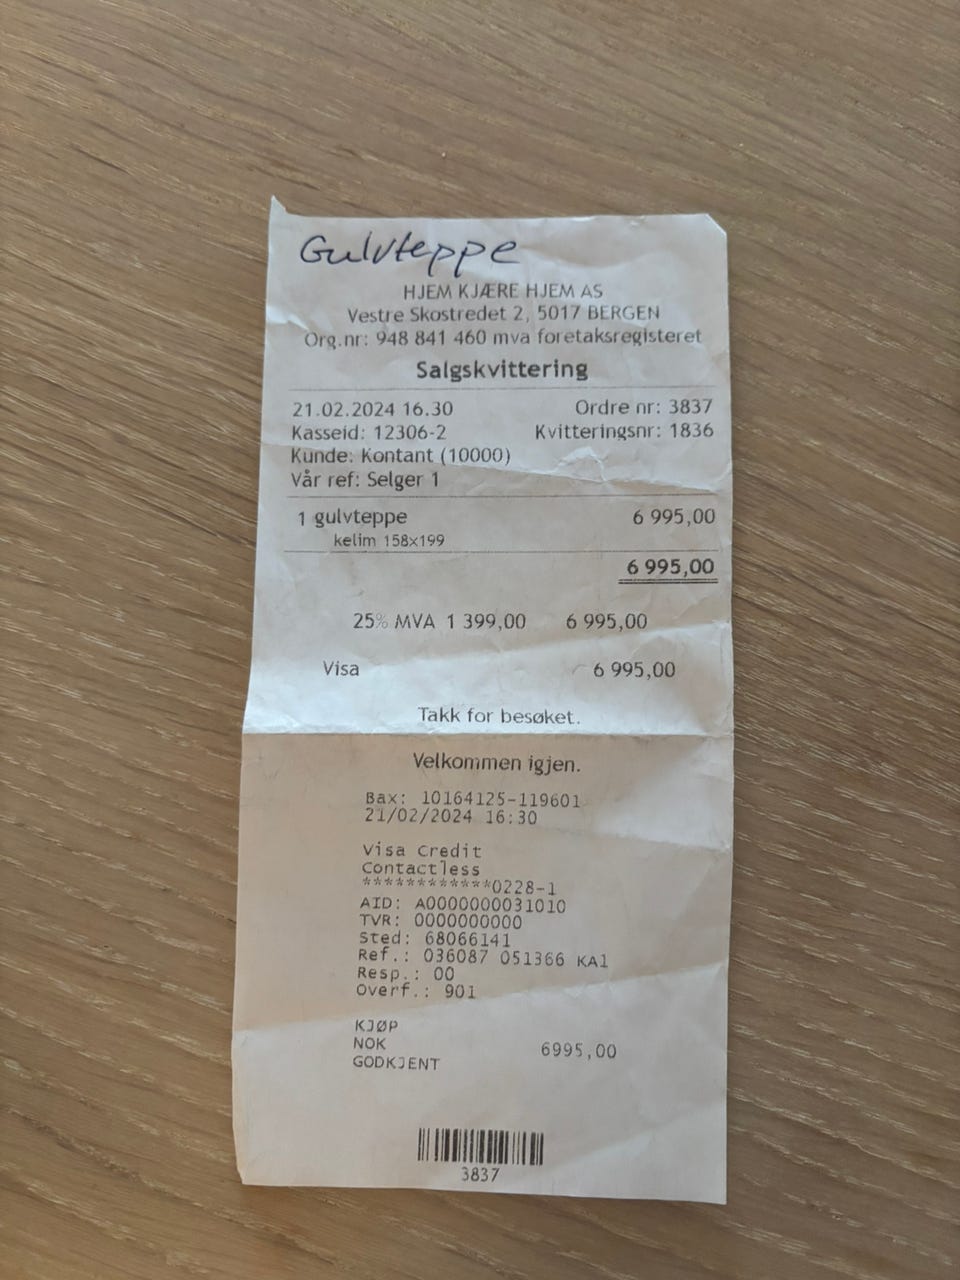 Gulvteppe
HJEM KJÆRE HJEM AS
Vestre Skostredet 2, 5017 BERGEN
Org.nr: 948 841 460 mva foretaksregisteret
Salgskvittering
21.02.2024 16.30 Ordre nr: 3837
Kasseid: 12306-2 Kvitteringsnr: 1836
Kunde: Kontant (10000)
Vår ref: Selger 1
1 gulvteppe 6 995,00
kelim 158x199
6 995,00
25% MVA 1 399,00 6 995,00
Visa 6 995,00
Takk for besøket.
Velkommen igjen.
Bax: 10164125-119601
21/02/2024 16:30
Visa Credit
Contactless
************0228-1
AID: A0000000031010
TVR: 0000000000
Sted: 68066141
Ref.: 036087 051366 KA1
Resp.: 00
Overf.: 901
KJØP
NOK 6995,00
GODKJENT
3837